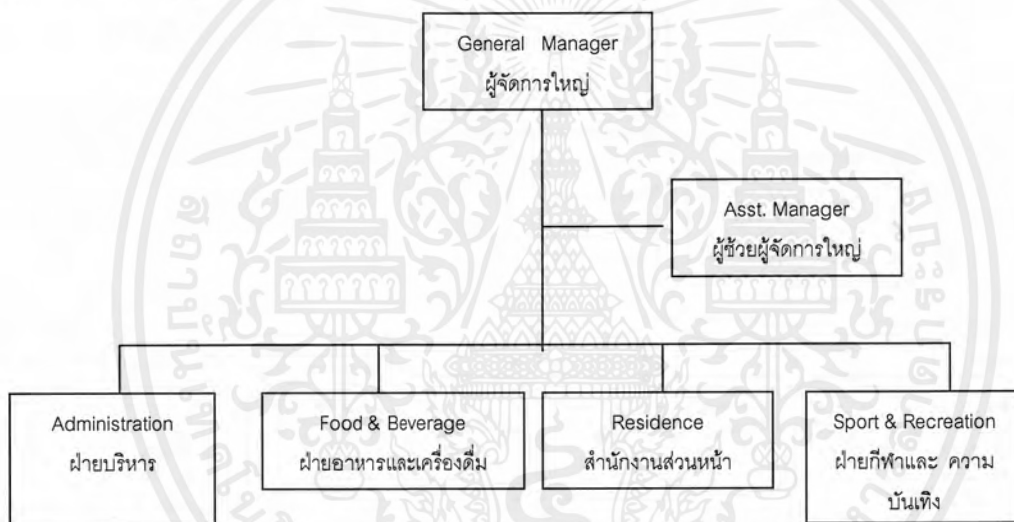 General Manager
ผู้จัดการใหญ่
Asst. Manager
ผู้ช่วยผู้จัดการใหญ่
Administration
ฝ่ายบริหาร
Food & Beverage
ฝ่ายอาหารและเครื่องดื่ม
Residence
สำนักงานส่วนหน้า
Sport & Recreation
ฝ่ายกีฬาและ ความ
บันเทิง